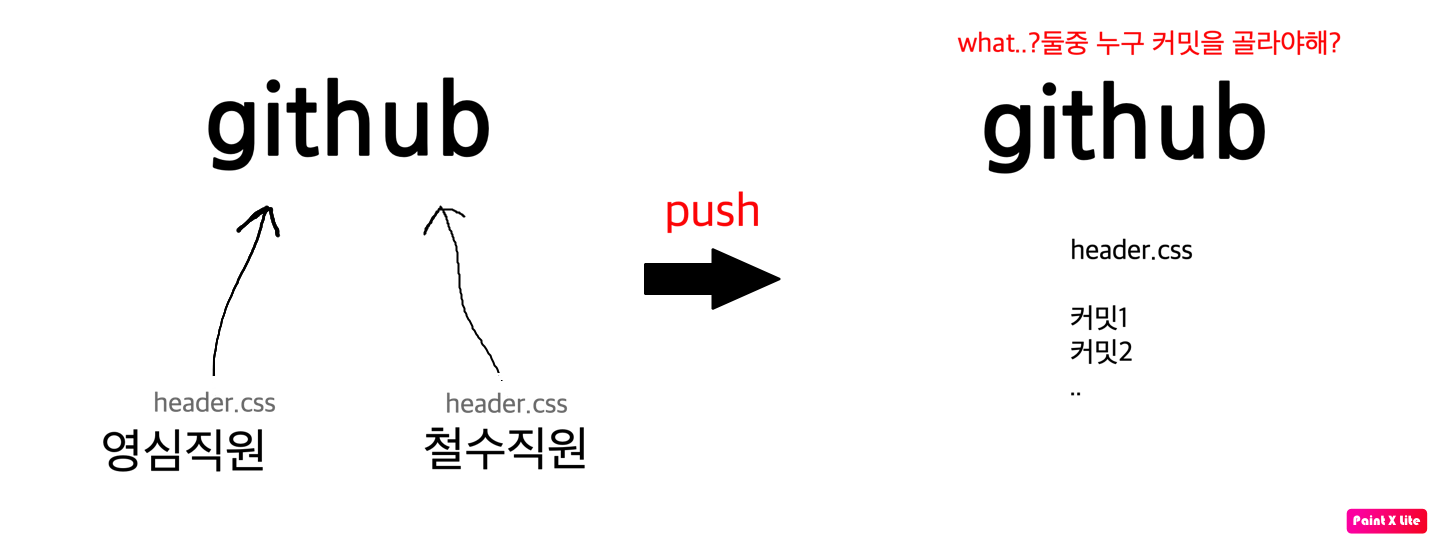 github
header.css
영심직원
header.css
철수직원
push
what..?둘중 누구 커밋을 골라야해?
github
header.css
커밋1
커밋2
..
Paint X Lite